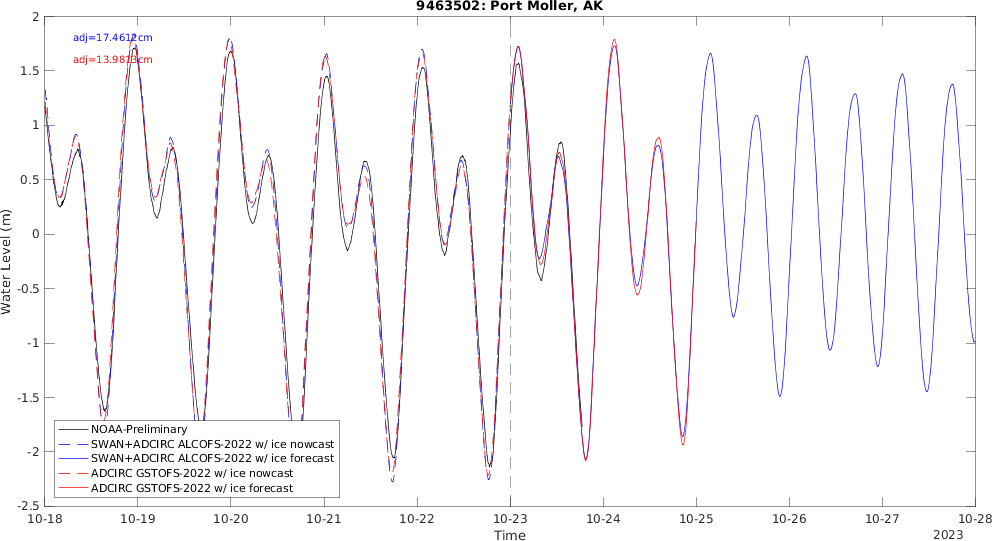 9463502: Port Moller, AK
adj=17.4612cm
adj=13.9813cm
Water Level (m)
2
1.5
1
0.5
0
-0.5
-1
-1.5
-2
-2.5
NOAA-Preliminary
SWAN+ADCIRC ALCOFS-2022 w/ ice nowcast
SWAN+ADCIRC ALCOFS-2022 w/ ice forecast
ADCIRC GSTOFS-2022 w/ ice nowcast
ADCIRC GSTOFS-2022 w/ ice forecast
10-18 10-19 10-20 10-21 10-22 10-23 10-24 10-25 10-26 10-27 10-28
Time
2023